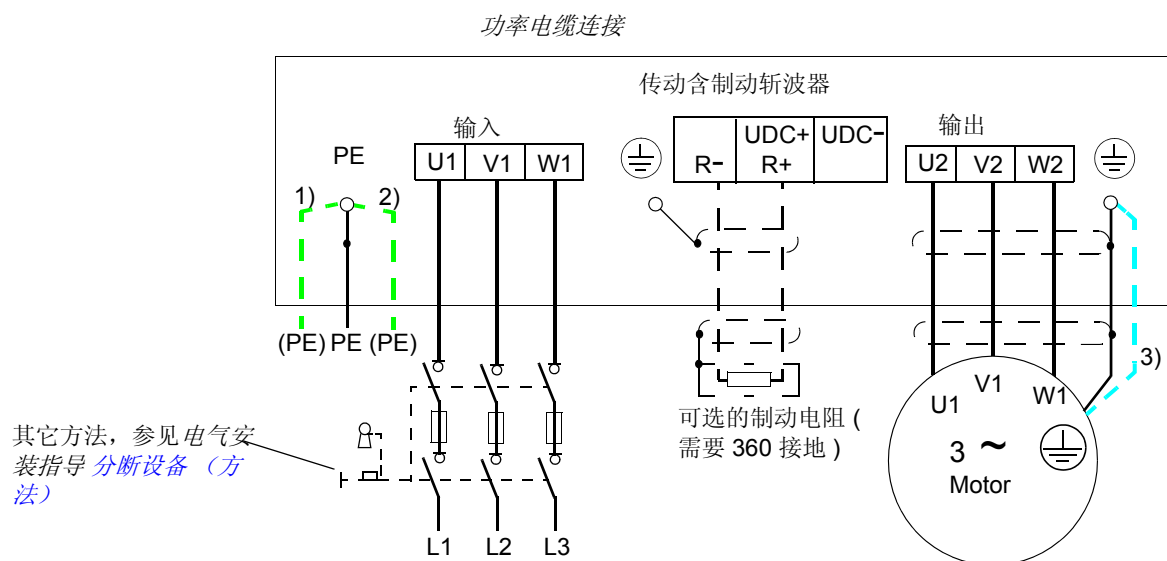 功率电缆连接
传动含制动斩波器
输入
输出
PE
U1 V1 W1
R-
UDC+
R+
UDC-
U2 V2 W2
1)
2)
(PE) PE (PE)
3)
U1
V1
W1
3 ~
Motor
可选的制动电阻 (
需要 360 接地 )
其它方法，参见电气安
装指导 分断设备 （方
法）
L1 L2 L3